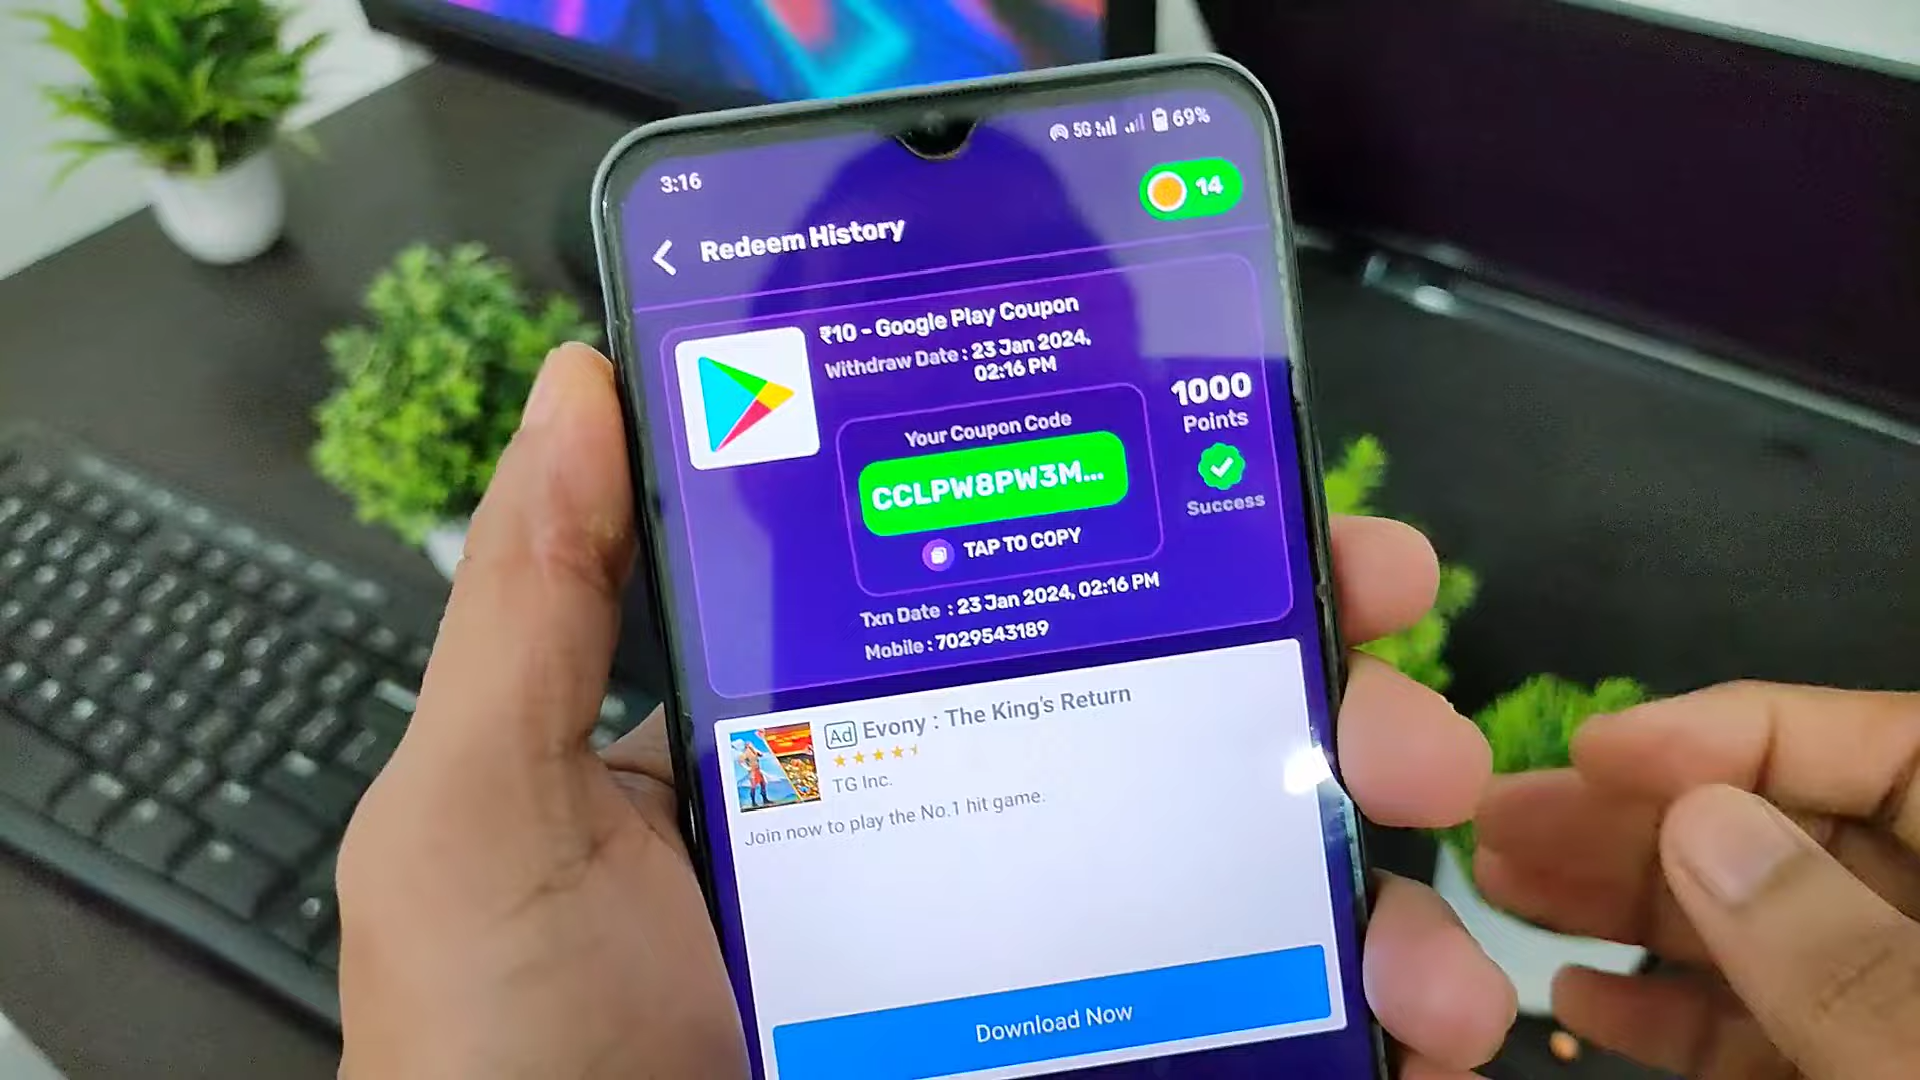 3:16
5G
69%
14
Redeem History
₹10 - Google Play Coupon
Withdraw Date : 23 Jan 2024,
02:16 PM
1000
Points
Your Coupon Code
CCLPW8PW3M...
TAP TO COPY
Success
Txn Date : 23 Jan 2024, 02:16 PM
Mobile : 7029543189
Ad Evony : The King's Return
TG Inc.
Join now to play the No.1 hit game.
Download Now